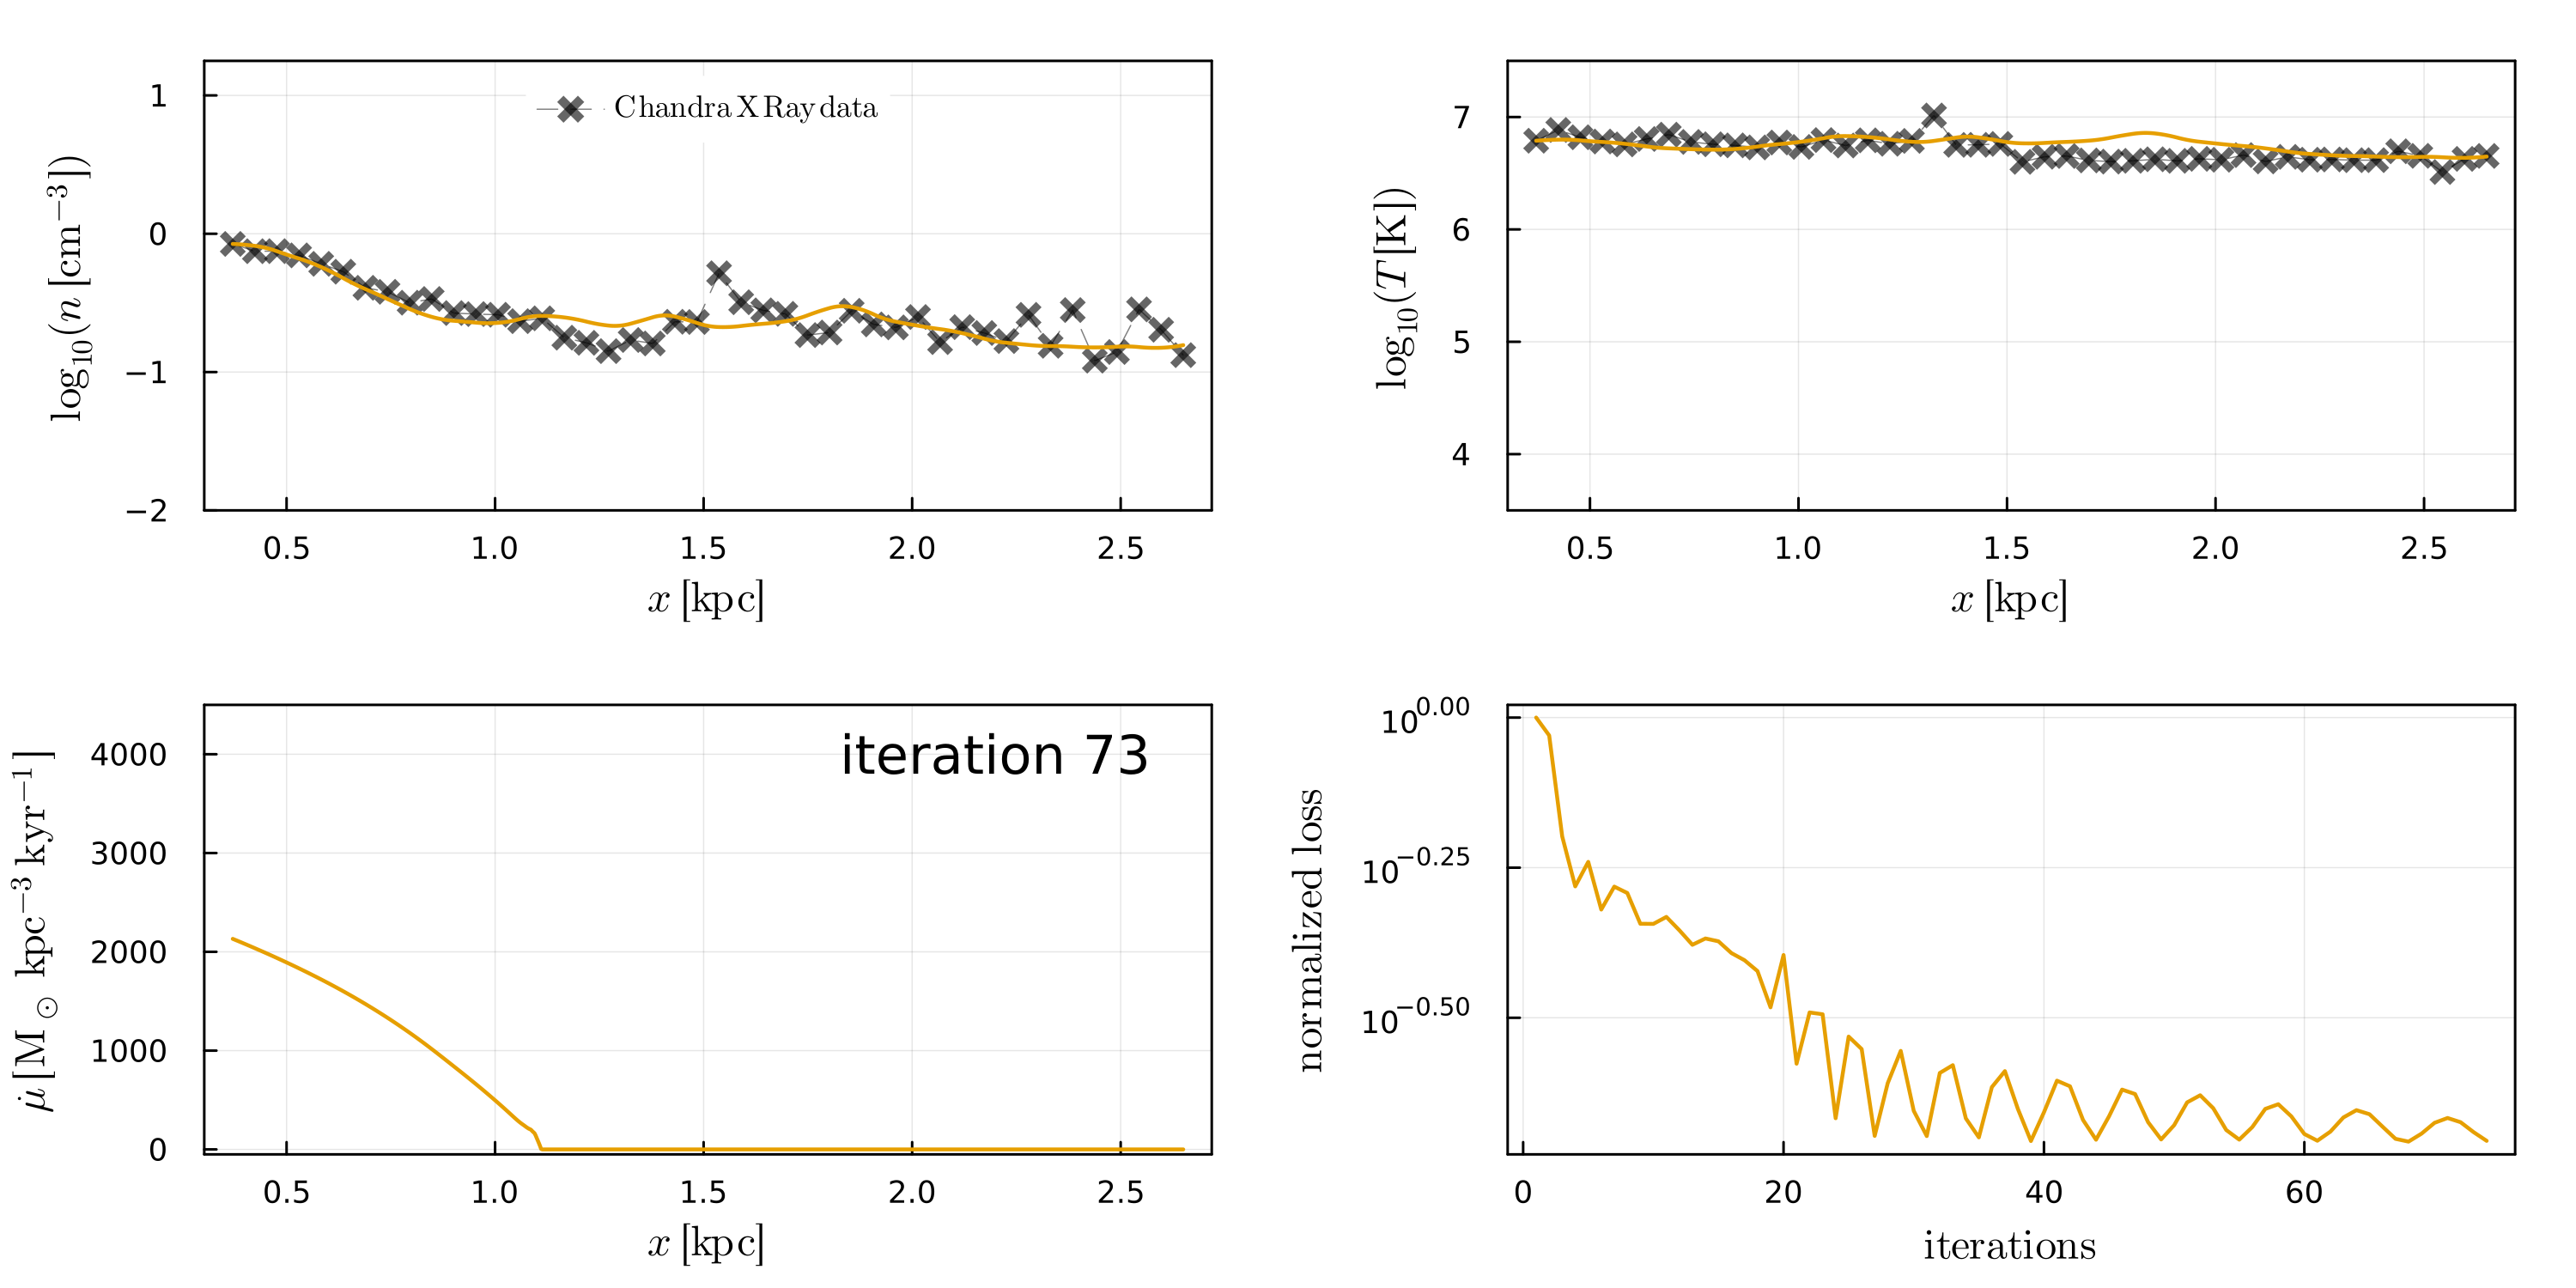 log₁₀(n [cm⁻³])
1
0
−1
−2
Chandra X Ray data
0.5 1.0 1.5 2.0 2.5
x [kpc]
log₁₀(T [K])
7
6
5
4
0.5 1.0 1.5 2.0 2.5
x [kpc]
μ̇ [M⊙ kpc⁻³ kyr⁻¹]
4000
3000
2000
1000
0
iteration 73
0.5 1.0 1.5 2.0 2.5
x [kpc]
normalized loss
10⁰·⁰⁰
10⁻⁰·²⁵
10⁻⁰·⁵⁰
0 20 40 60
iterations